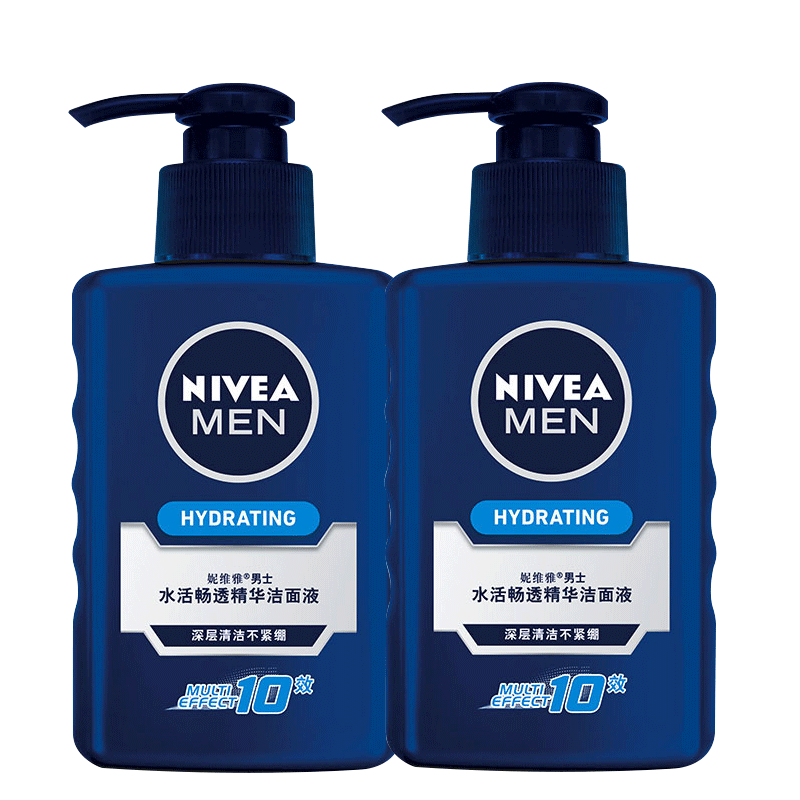 NIVEA
MEN
HYDRATING
妮维雅®男士
水活畅透精华洁面液
深层清洁不紧绷
MULTI
EFFECT 10效
NIVEA
MEN
HYDRATING
妮维雅®男士
水活畅透精华洁面液
深层清洁不紧绷
MULTI
EFFECT 10效